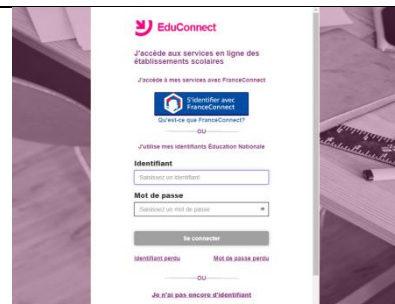 EduConnect
J'accède aux services en ligne des
établissements scolaires
J'accède à mes services avec FranceConnect
S'identifier avec
FranceConnect
Qu'est-ce que FranceConnect?
OU
J'utilise mes identifiants Éducation Nationale
Identifiant
Saisissez un identifiant
Mot de passe
Saisissez un mot de passe
Se connecter
Identifiant perdu Mot de passe perdu
OU
Je n'ai pas encore d'identifiant